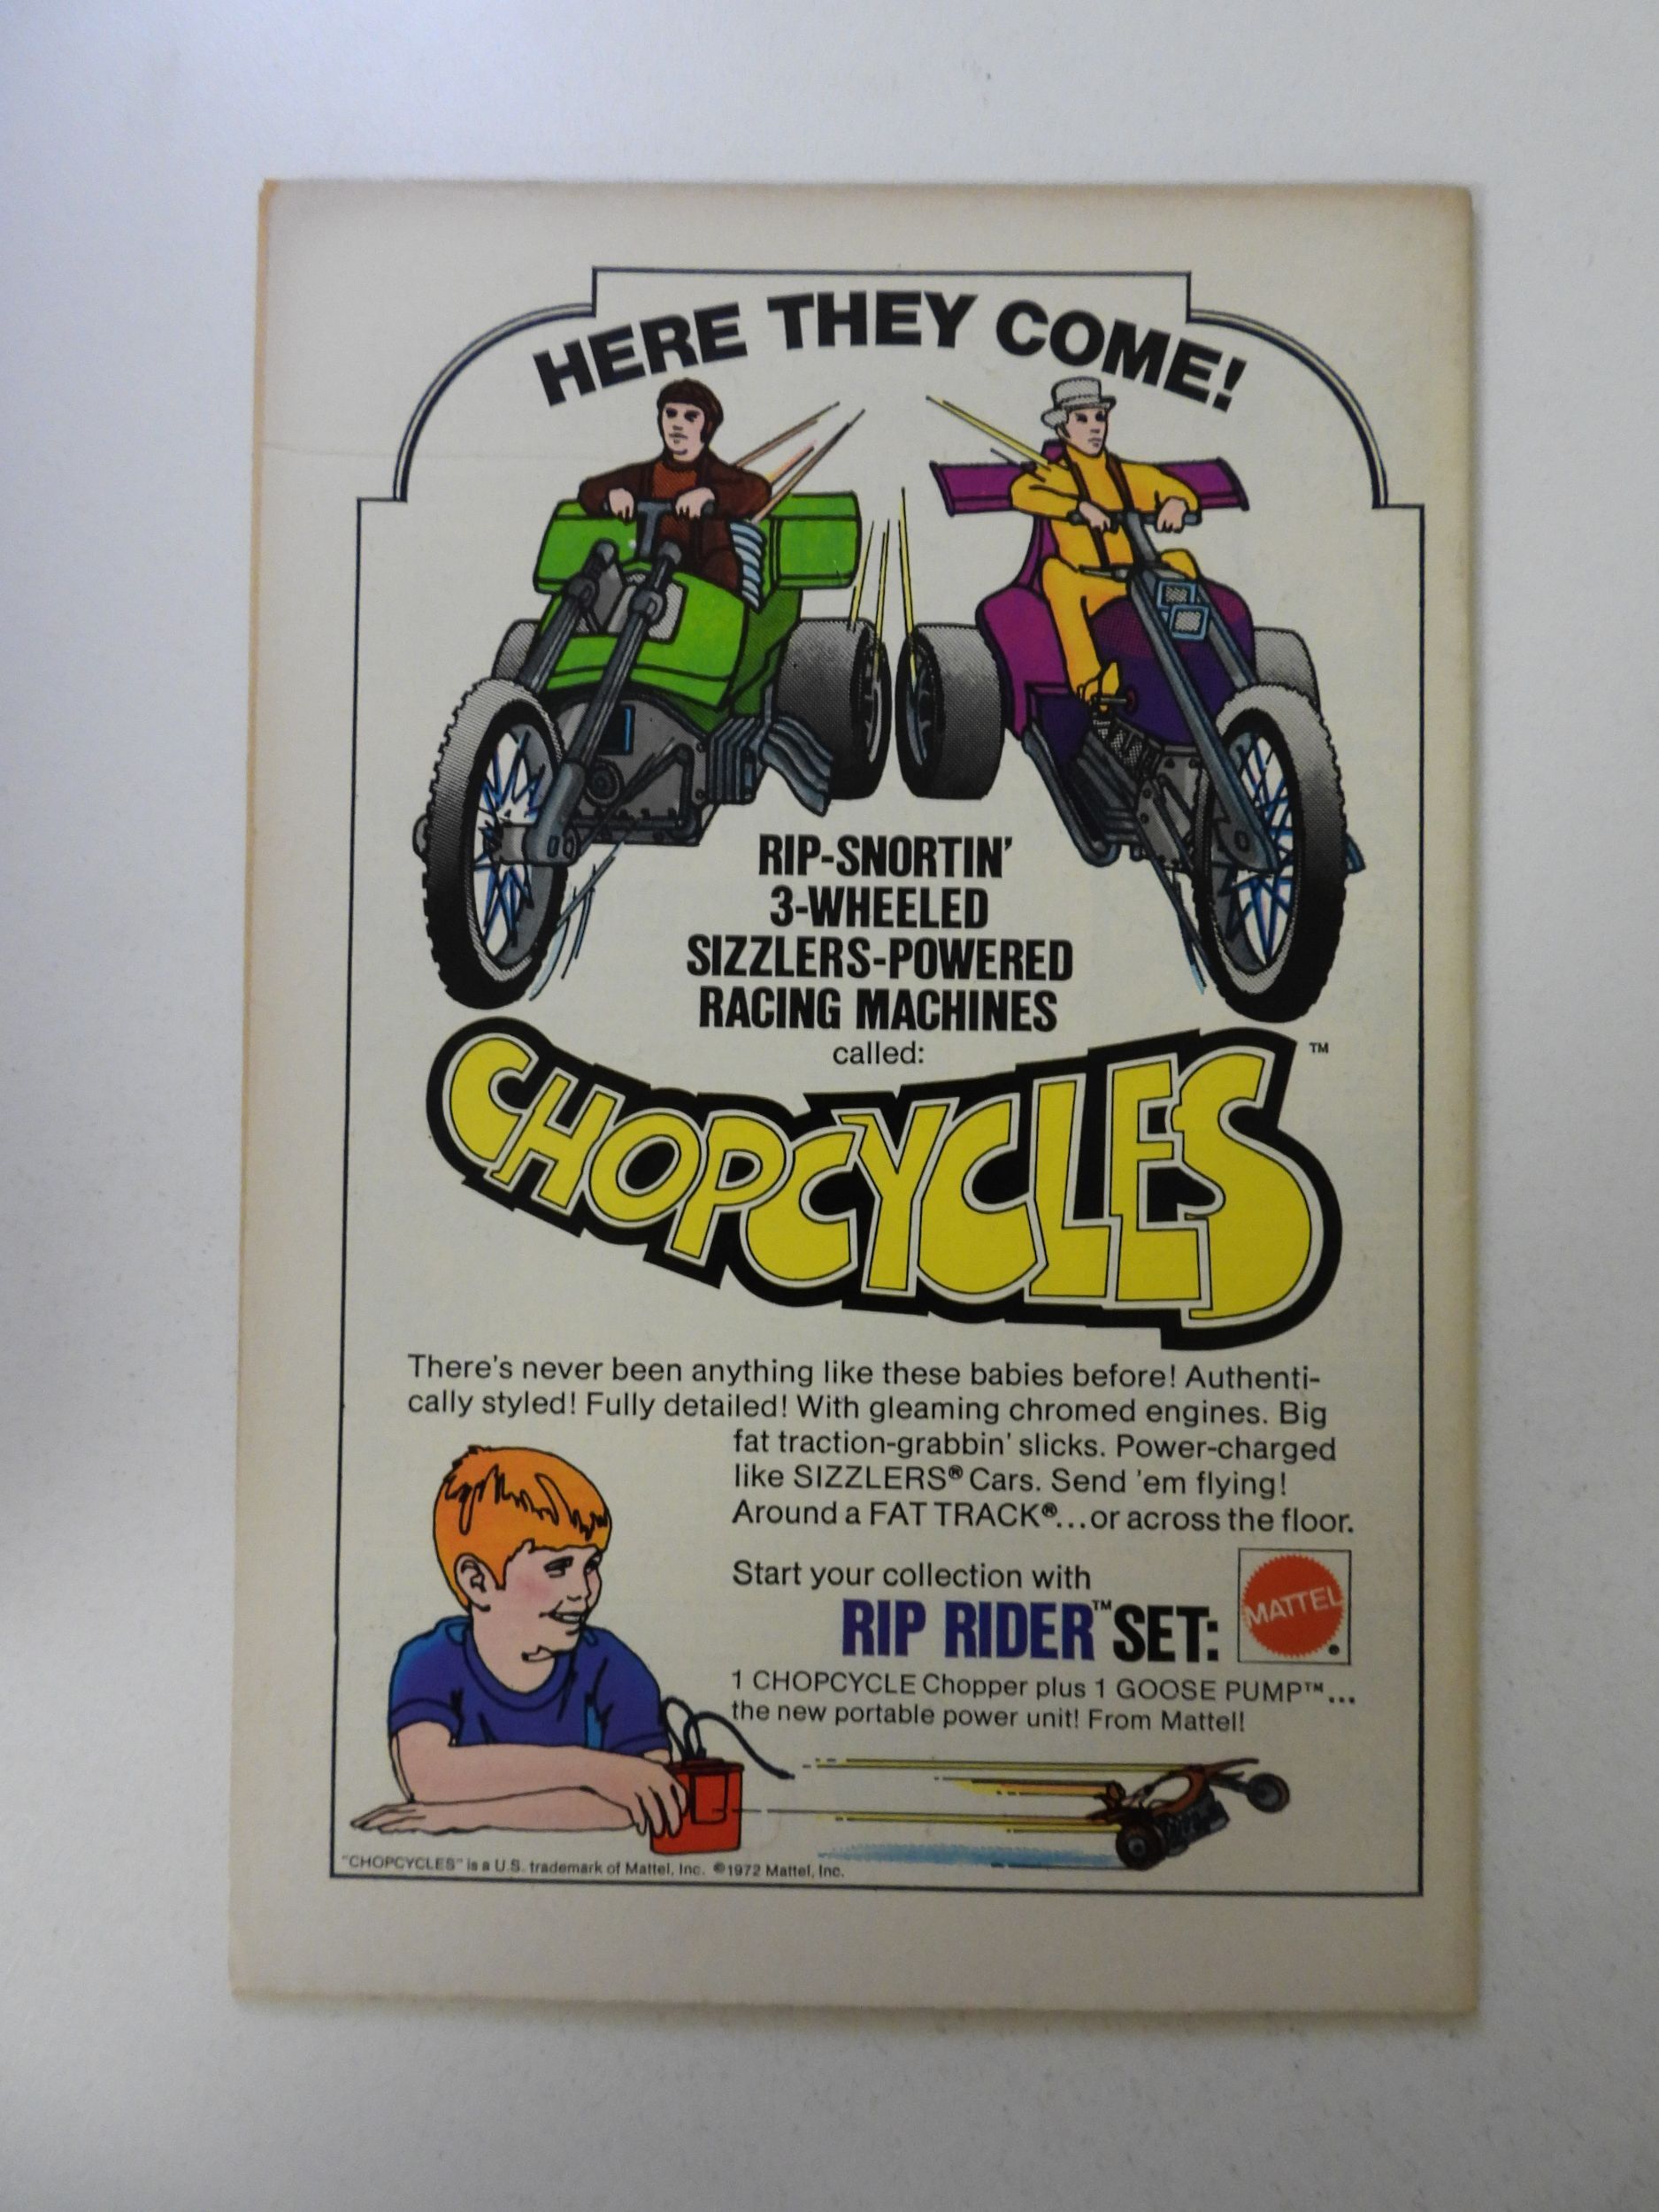 HERE THEY COME!
RIP-SNORTIN'
3-WHEELED
SIZZLERS-POWERED
RACING MACHINES
called:
CHOPCYCLES™
There's never been anything like these babies before! Authenti-
cally styled! Fully detailed! With gleaming chromed engines. Big
fat traction-grabbin' slicks. Power-charged
like SIZZLERS® Cars. Send 'em flying!
Around a FAT TRACK®...or across the floor.
Start your collection with
RIP RIDER™ SET:
MATTEL®
1 CHOPCYCLE Chopper plus 1 GOOSE PUMP™...
the new portable power unit! From Mattel!
"CHOPCYCLES" is a U.S. trademark of Mattel, Inc. ©1972 Mattel, Inc.